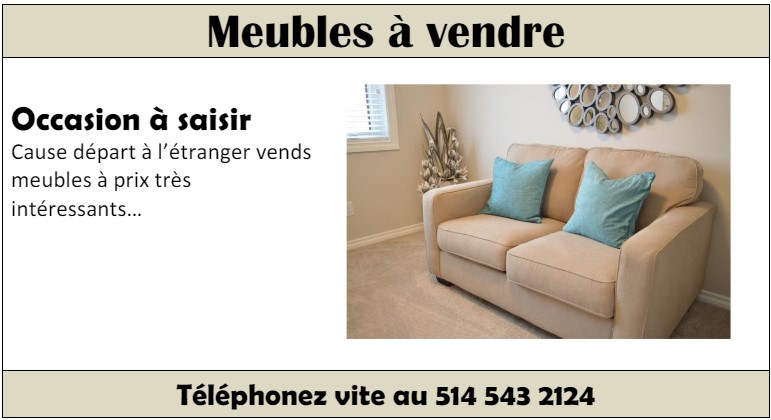 Meubles à vendre
Occasion à saisir
Cause départ à l’étranger vends
meubles à prix très
intéressants…
Téléphonez vite au 514 543 2124